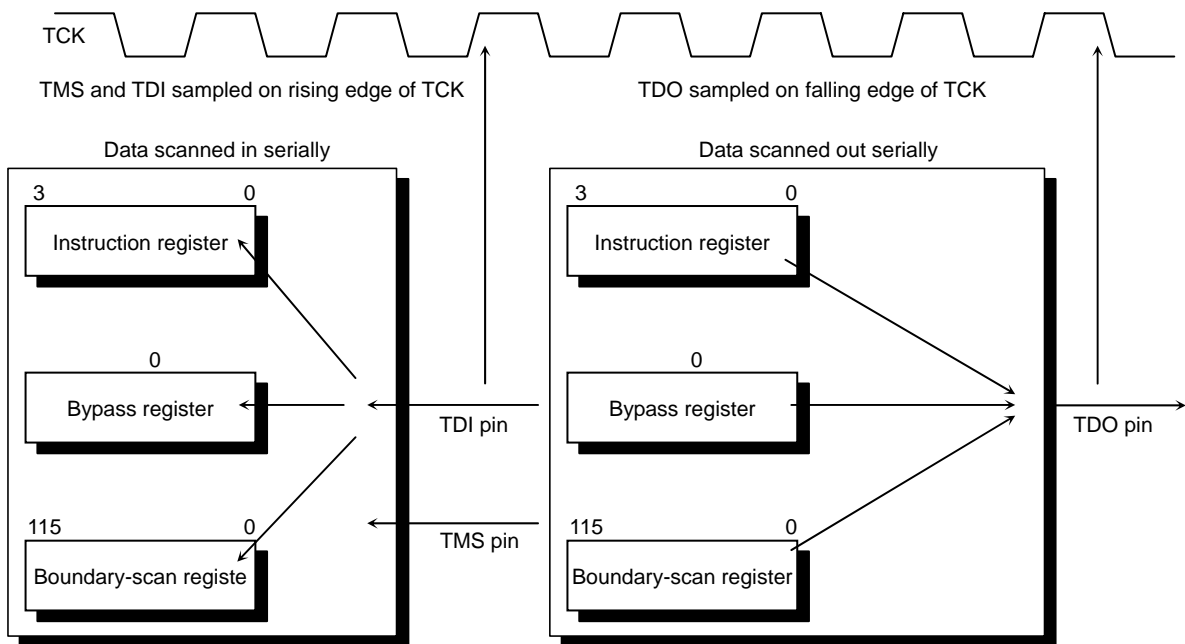 TCK
TMS and TDI sampled on rising edge of TCK
TDO sampled on falling edge of TCK
Data scanned in serially
3 0
Instruction register
0
Bypass register
115 0
Boundary-scan registe
TDI pin
TMS pin
Data scanned out serially
3 0
Instruction register
0
Bypass register
115 0
Boundary-scan register
TDO pin